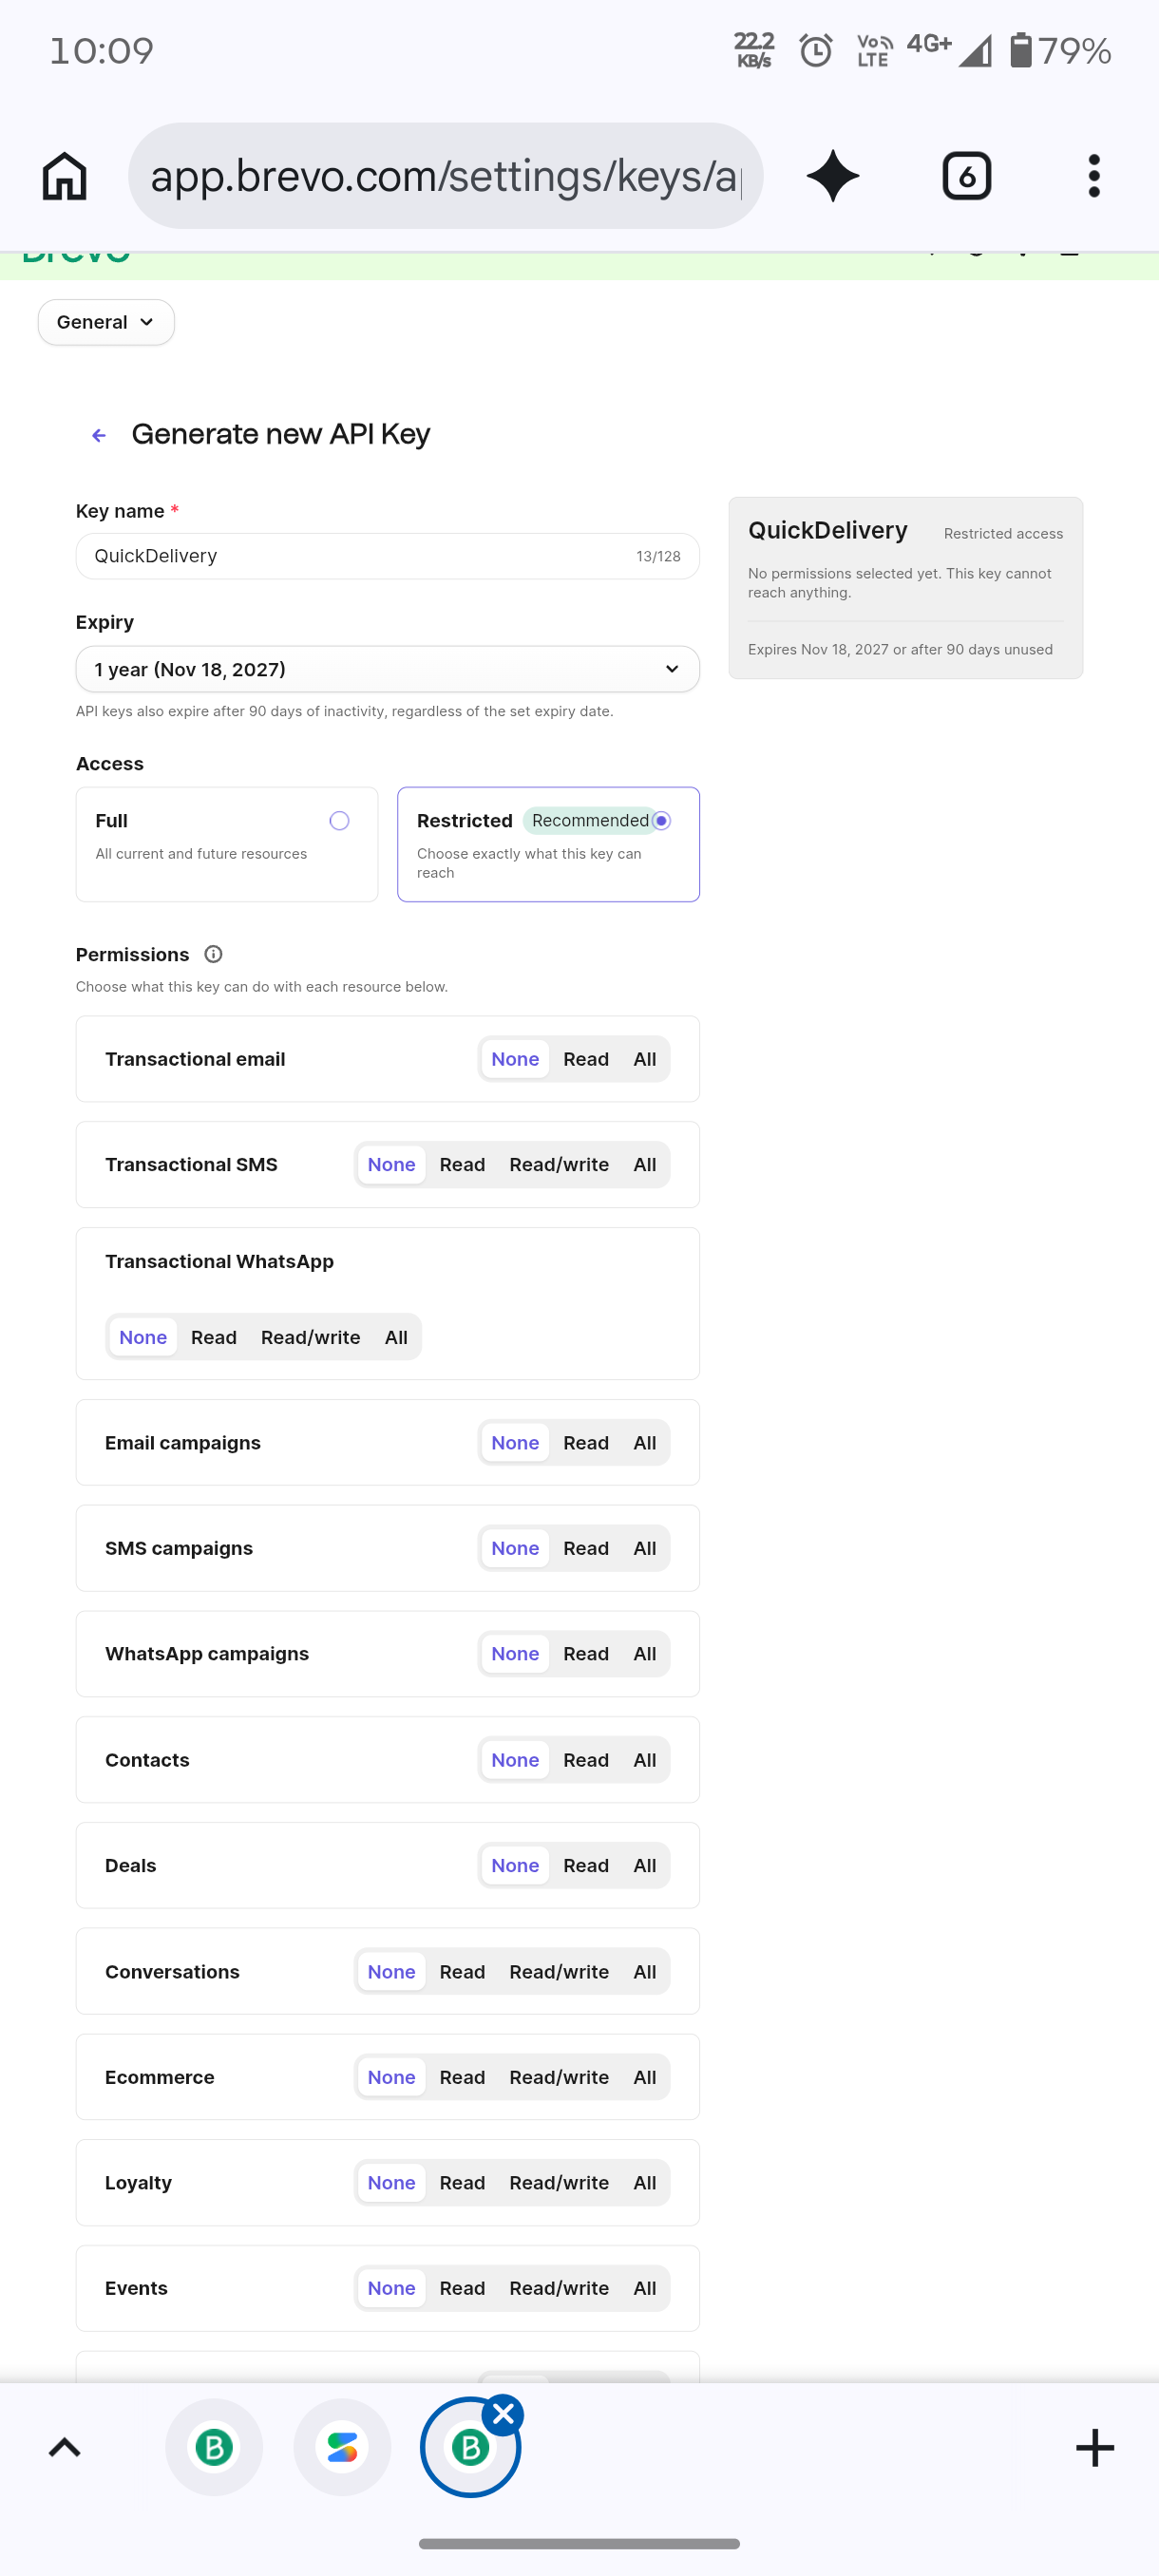 10:09
22.2
KB/s
Vo
LTE
4G+
79%
app.brevo.com/settings/keys/a
6
Brevo
General
Generate new API Key
Key name *
QuickDelivery
13/128
Expiry
1 year (Nov 18, 2027)
API keys also expire after 90 days of inactivity, regardless of the set expiry date.
QuickDelivery
Restricted access
No permissions selected yet. This key cannot
reach anything.
Expires Nov 18, 2027 or after 90 days unused
Access
Full
All current and future resources
Restricted
Recommended
Choose exactly what this key can
reach
Permissions
Choose what this key can do with each resource below.
Transactional email
None Read All
Transactional SMS
None Read Read/write All
Transactional WhatsApp
None Read Read/write All
Email campaigns
None Read All
SMS campaigns
None Read All
WhatsApp campaigns
None Read All
Contacts
None Read All
Deals
None Read All
Conversations
None Read Read/write All
Ecommerce
None Read Read/write All
Loyalty
None Read Read/write All
Events
None Read Read/write All
B
B